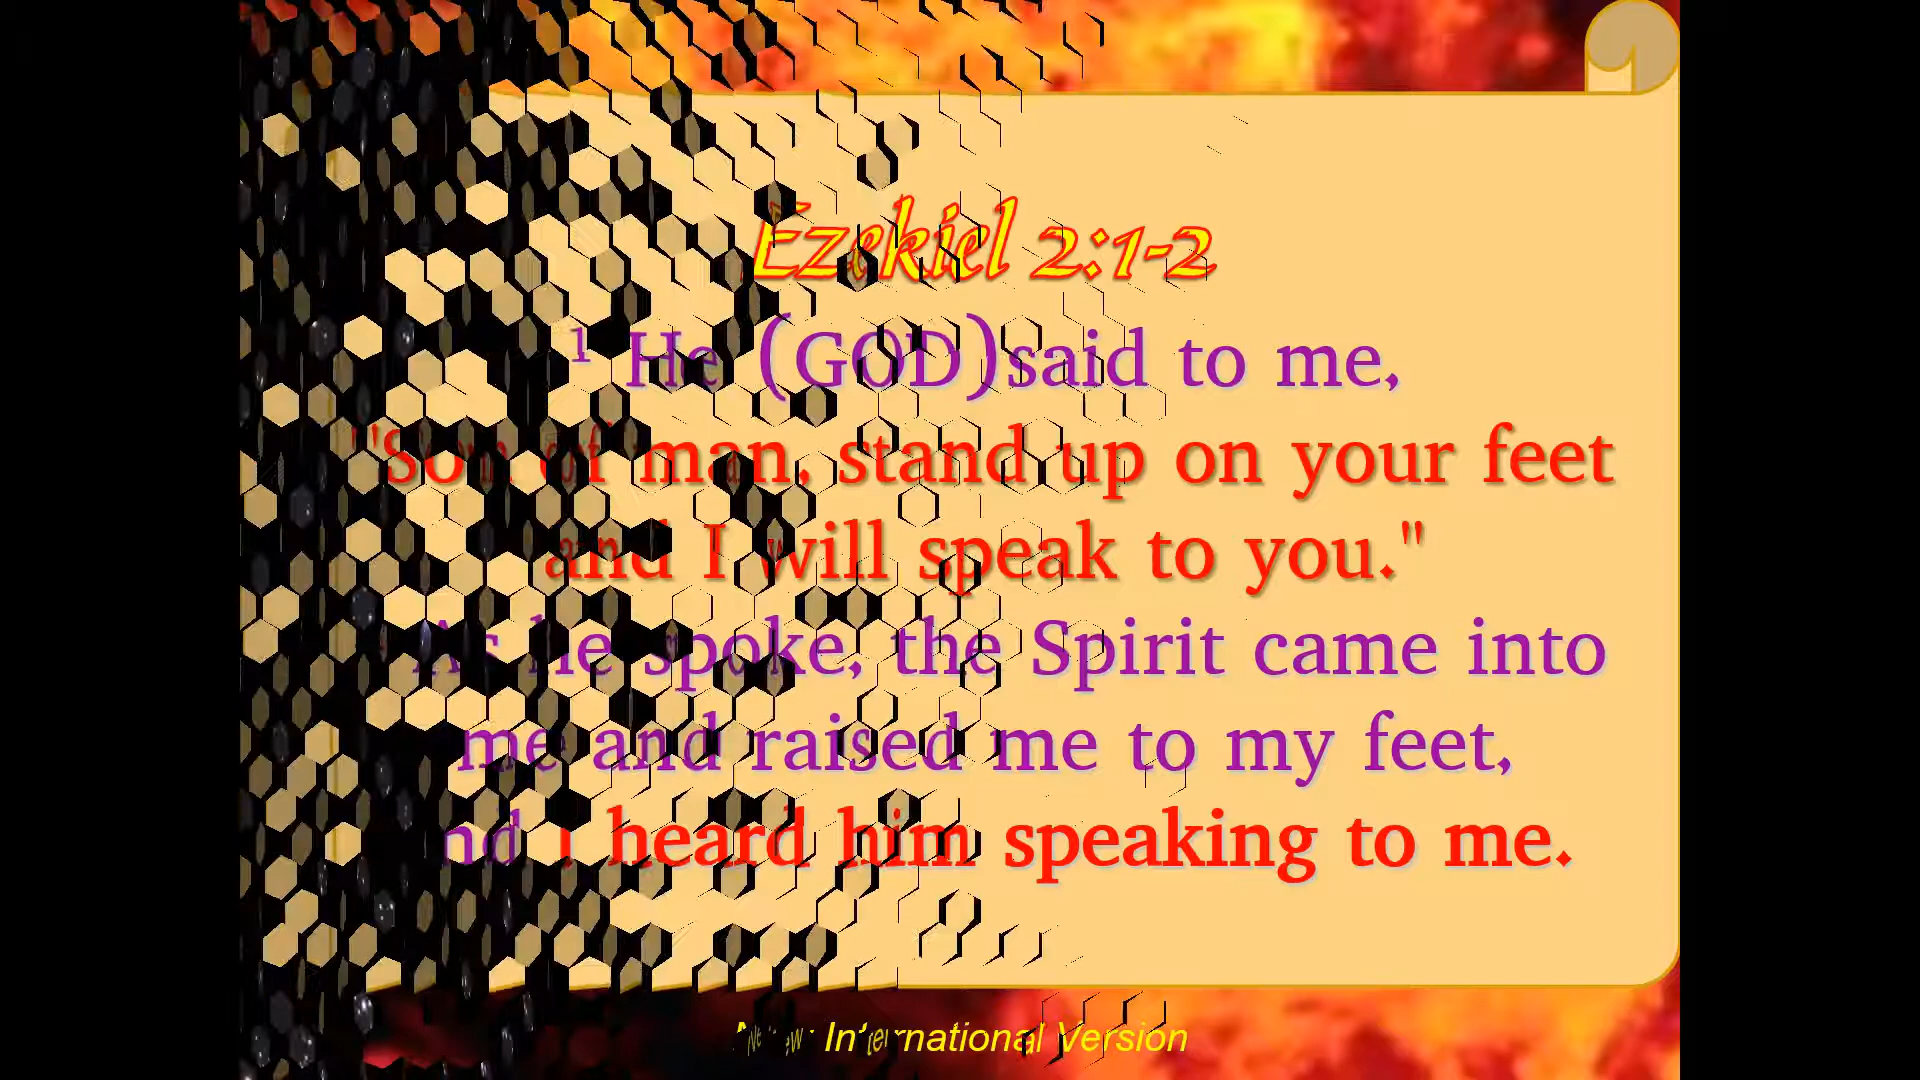 Ezekiel 2:1-2
1 He (GOD)said to me,
"Son of man, stand up on your feet
and I will speak to you."
As he spoke, the Spirit came into
me and raised me to my feet,
nd I heard him speaking to me.
New International Version